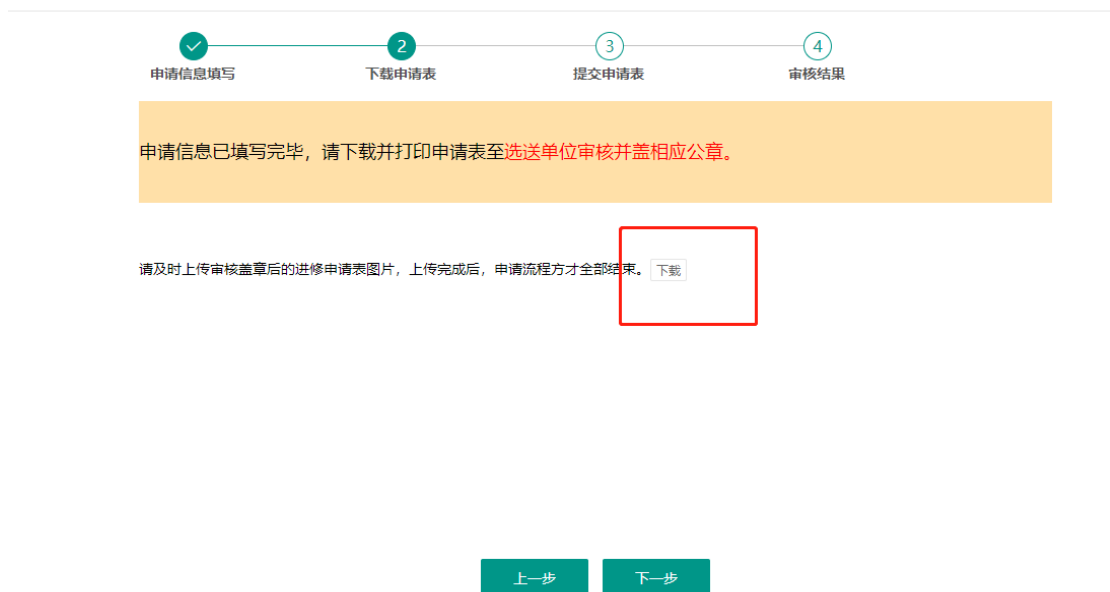 2 3 4
申请信息填写 下载申请表 提交申请表 审核结果
申请信息已填写完毕，请下载并打印申请表至选送单位审核并盖相应公章。
请及时上传审核盖章后的进修申请表图片，上传完成后，申请流程方才全部结束。 下载
上一步 下一步